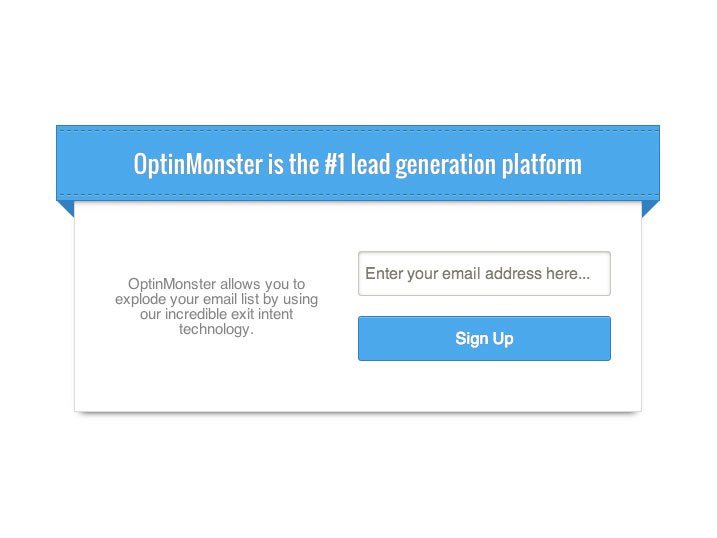 OptinMonster is the #1 lead generation platform
OptinMonster allows you to
explode your email list by using
our incredible exit intent
technology.
Enter your email address here...
Sign Up